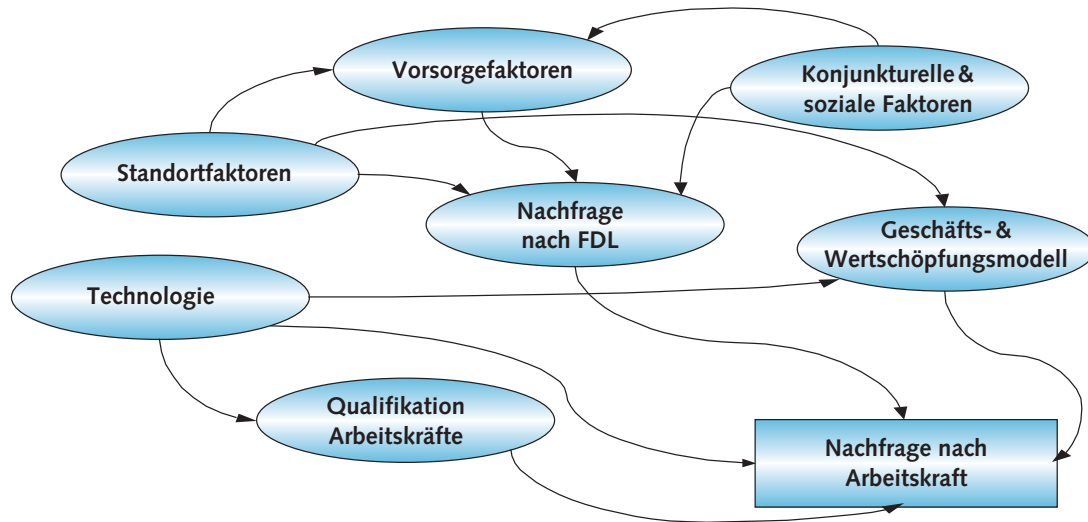 Vorsorgefaktoren
Konjunkturelle &
soziale Faktoren
Standortfaktoren
Nachfrage
nach FDL
Geschäfts- &
Wertschöpfungsmodell
Technologie
Qualifikation
Arbeitskräfte
Nachfrage nach
Arbeitskraft